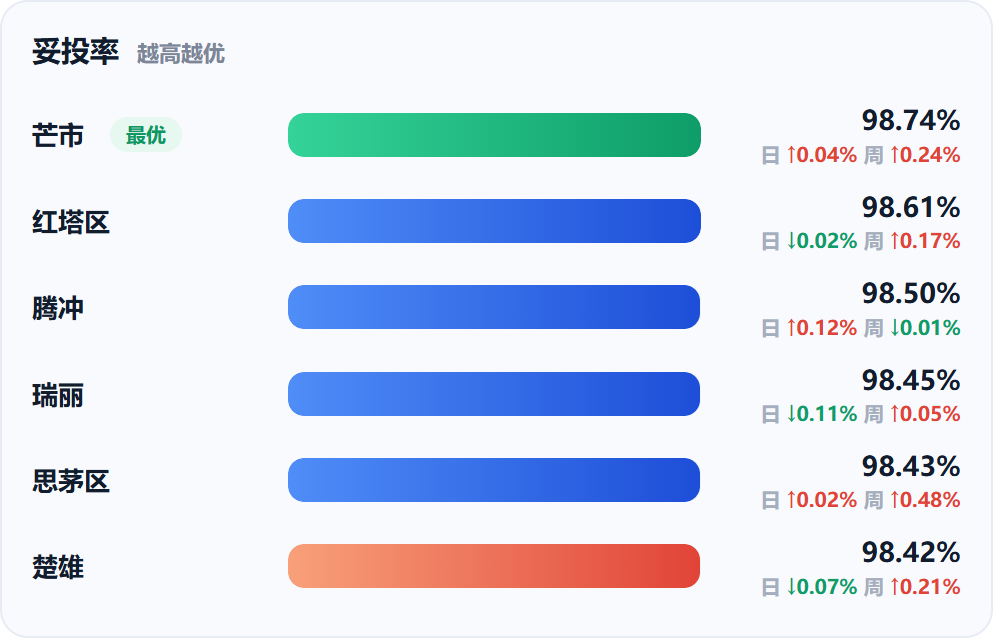 妥投率 越高越优
芒市 最优 98.74%
日 ↑0.04% 周 ↑0.24%
红塔区 98.61%
日 ↓0.02% 周 ↑0.17%
腾冲 98.50%
日 ↑0.12% 周 ↓0.01%
瑞丽 98.45%
日 ↓0.11% 周 ↑0.05%
思茅区 98.43%
日 ↑0.02% 周 ↑0.48%
楚雄 98.42%
日 ↓0.07% 周 ↑0.21%